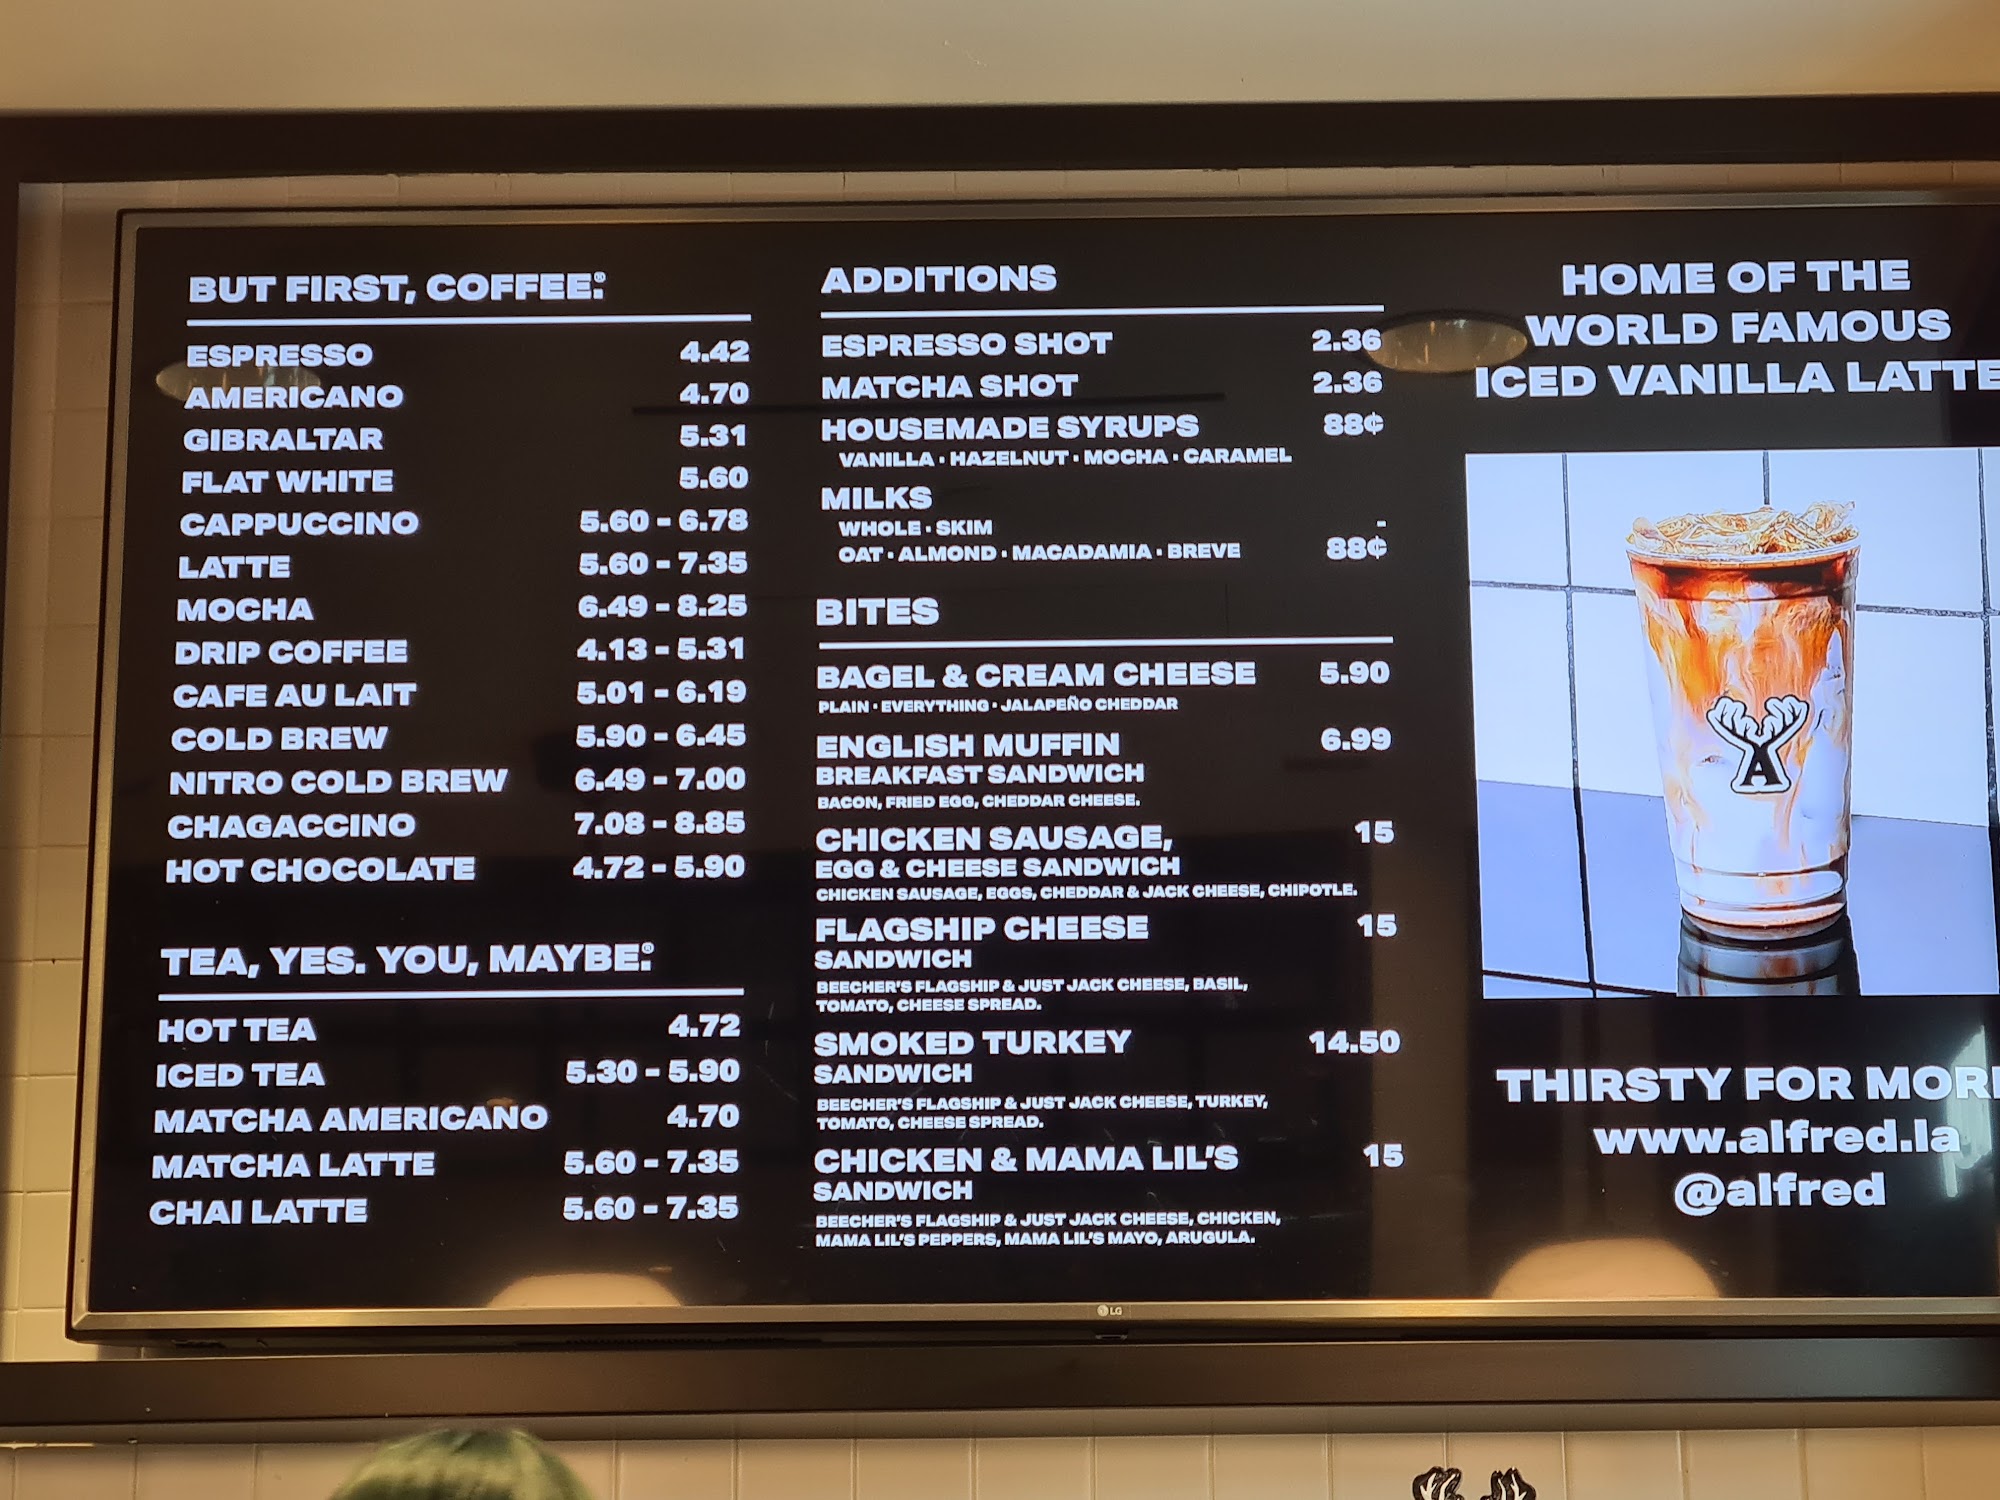 BUT FIRST, COFFEE.®
ESPRESSO 4.42
AMERICANO 4.70
GIBRALTAR 5.31
FLAT WHITE 5.60
CAPPUCCINO 5.60 - 6.78
LATTE 5.60 - 7.35
MOCHA 6.49 - 8.25
DRIP COFFEE 4.13 - 5.31
CAFE AU LAIT 5.01 - 6.19
COLD BREW 5.90 - 6.45
NITRO COLD BREW 6.49 - 7.00
CHAGACCINO 7.08 - 8.85
HOT CHOCOLATE 4.72 - 5.90
TEA, YES. YOU, MAYBE.®
HOT TEA 4.72
ICED TEA 5.30 - 5.90
MATCHA AMERICANO 4.70
MATCHA LATTE 5.60 - 7.35
CHAI LATTE 5.60 - 7.35
ADDITIONS
ESPRESSO SHOT 2.36
MATCHA SHOT 2.36
HOUSEMADE SYRUPS 88¢
VANILLA · HAZELNUT · MOCHA · CARAMEL
MILKS
WHOLE · SKIM -
OAT · ALMOND · MACADAMIA · BREVE 88¢
BITES
BAGEL & CREAM CHEESE 5.90
PLAIN · EVERYTHING · JALAPEÑO CHEDDAR
ENGLISH MUFFIN 6.99
BREAKFAST SANDWICH
BACON, FRIED EGG, CHEDDAR CHEESE.
CHICKEN SAUSAGE, 15
EGG & CHEESE SANDWICH
CHICKEN SAUSAGE, EGGS, CHEDDAR & JACK CHEESE, CHIPOTLE.
FLAGSHIP CHEESE 15
SANDWICH
BEECHER'S FLAGSHIP & JUST JACK CHEESE, BASIL,
TOMATO, CHEESE SPREAD.
SMOKED TURKEY 14.50
SANDWICH
BEECHER'S FLAGSHIP & JUST JACK CHEESE, TURKEY,
TOMATO, CHEESE SPREAD.
CHICKEN & MAMA LIL'S 15
SANDWICH
BEECHER'S FLAGSHIP & JUST JACK CHEESE, CHICKEN,
MAMA LIL'S PEPPERS, MAMA LIL'S MAYO, ARUGULA.
HOME OF THE
WORLD FAMOUS
ICED VANILLA LATTE
A
THIRSTY FOR MOR
www.alfred.la
@alfred
LG